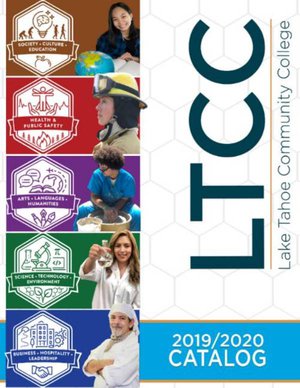 SOCIETY • CULTURE •
EDUCATION
HEALTH &
PUBLIC SAFETY
ARTS • LANGUAGES •
HUMANITIES
SCIENCE • TECHNOLOGY •
ENVIRONMENT
BUSINESS • HOSPITALITY •
LEADERSHIP
LTCC
Lake Tahoe Community College
2019/2020
CATALOG